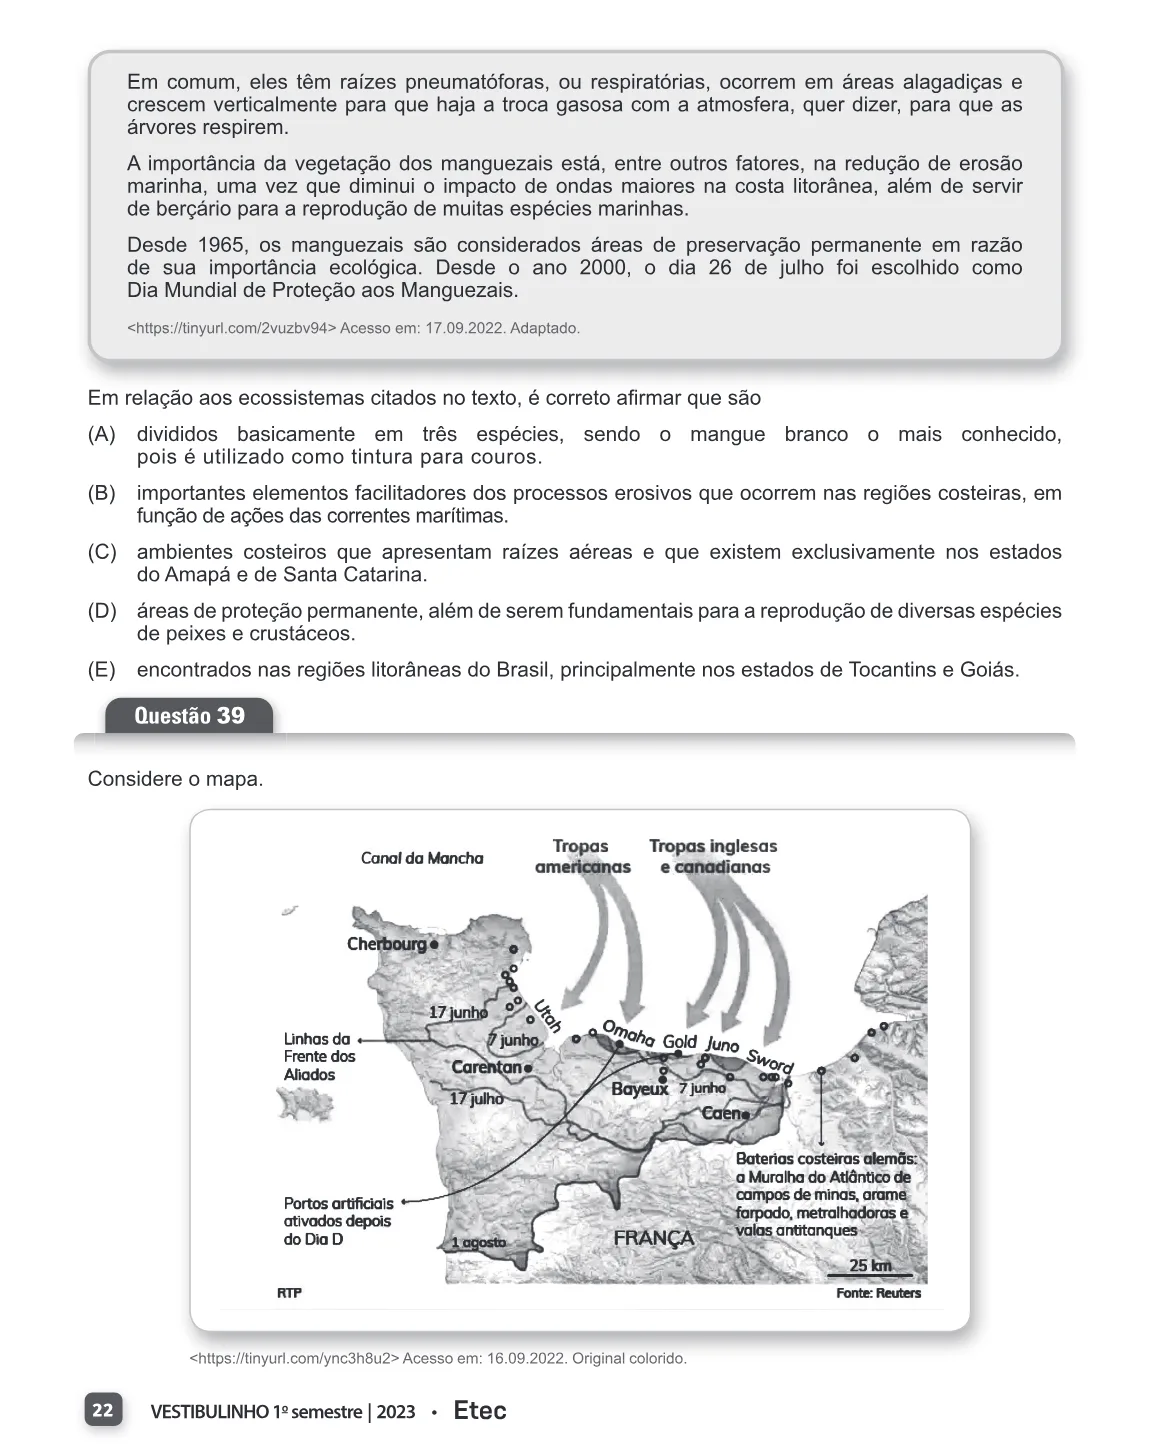 Em comum, eles têm raízes pneumatóforas, ou respiratórias, ocorrem em áreas alagadiças e
crescem verticalmente para que haja a troca gasosa com a atmosfera, quer dizer, para que as
árvores respirem.
A importância da vegetação dos manguezais está, entre outros fatores, na redução de erosão
marinha, uma vez que diminui o impacto de ondas maiores na costa litorânea, além de servir
de berçário para a reprodução de muitas espécies marinhas.
Desde 1965, os manguezais são considerados áreas de preservação permanente em razão
de sua importância ecológica. Desde o ano 2000, o dia 26 de julho foi escolhido como
Dia Mundial de Proteção aos Manguezais.
<https://tinyurl.com/2vuzbv94> Acesso em: 17.09.2022. Adaptado.
Em relação aos ecossistemas citados no texto, é correto afirmar que são
(A) divididos basicamente em três espécies, sendo o mangue branco o mais conhecido,
pois é utilizado como tintura para couros.
(B) importantes elementos facilitadores dos processos erosivos que ocorrem nas regiões costeiras, em
função de ações das correntes marítimas.
(C) ambientes costeiros que apresentam raízes aéreas e que existem exclusivamente nos estados
do Amapá e de Santa Catarina.
(D) áreas de proteção permanente, além de serem fundamentais para a reprodução de diversas espécies
de peixes e crustáceos.
(E) encontrados nas regiões litorâneas do Brasil, principalmente nos estados de Tocantins e Goiás.
Questão 39
Considere o mapa.
Canal da Mancha
Tropas
americanas
Tropas inglesas
e canadianas
Cherbourg
17 junho
Utah
Omaha
Gold
Juno
Sword
Linhas da
Frente dos
Aliados
7 junho
Carentan
Bayeux
7 junho
17 julho
Caen
Baterias costeiras alemãs:
a Muralha do Atlântico de
campos de minas, arame
farpado, metralhadoras e
valas antitanques
Portos artificiais
ativados depois
do Dia D
1 agosto
FRANÇA
25 km
RTP
Fonte: Reuters
<https://tinyurl.com/ync3h8u2> Acesso em: 16.09.2022. Original colorido.
22 VESTIBULINHO 1º semestre | 2023 • Etec